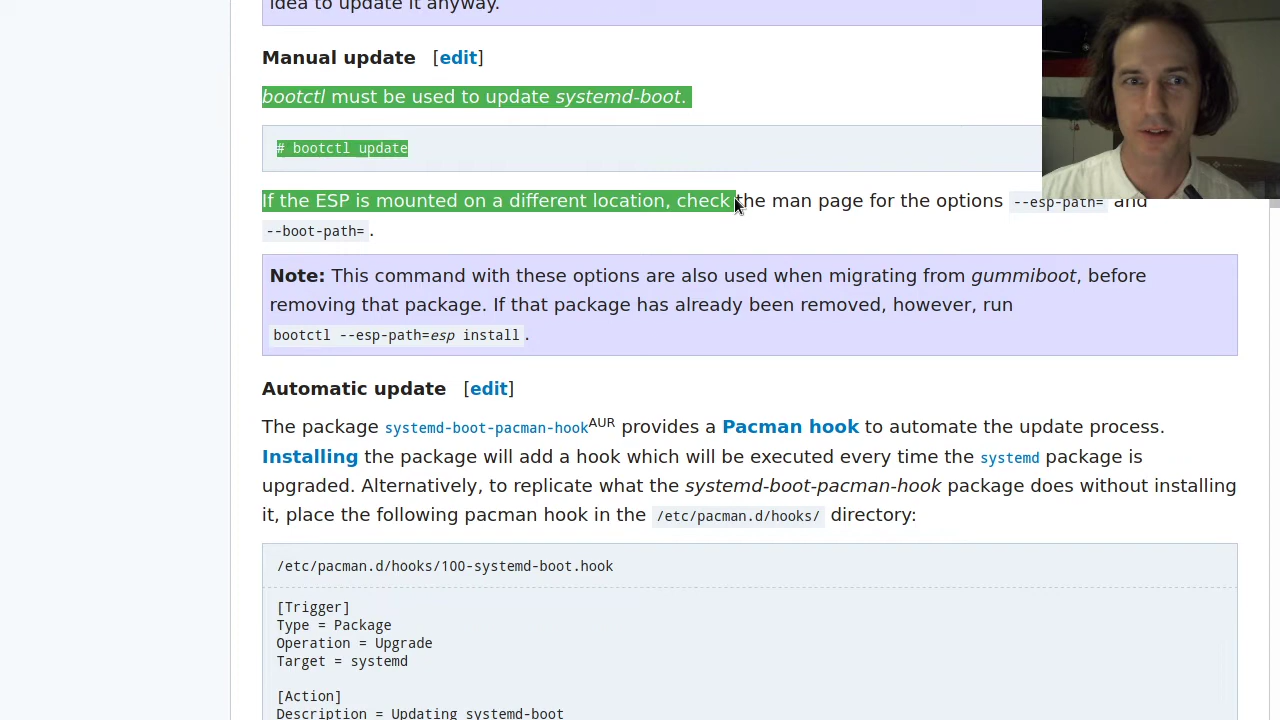 idea to update it anyway.
Manual update [edit]
bootctl must be used to update systemd-boot.
# bootctl update
If the ESP is mounted on a different location, check the man page for the options --esp-path= and
--boot-path= .
Note: This command with these options are also used when migrating from gummiboot, before
removing that package. If that package has already been removed, however, run
bootctl --esp-path=esp install .
Automatic update [edit]
The package systemd-boot-pacman-hookAUR provides a Pacman hook to automate the update process.
Installing the package will add a hook which will be executed every time the systemd package is
upgraded. Alternatively, to replicate what the systemd-boot-pacman-hook package does without installing
it, place the following pacman hook in the /etc/pacman.d/hooks/ directory:
/etc/pacman.d/hooks/100-systemd-boot.hook
[Trigger]
Type = Package
Operation = Upgrade
Target = systemd
[Action]
Description = Updating systemd-boot